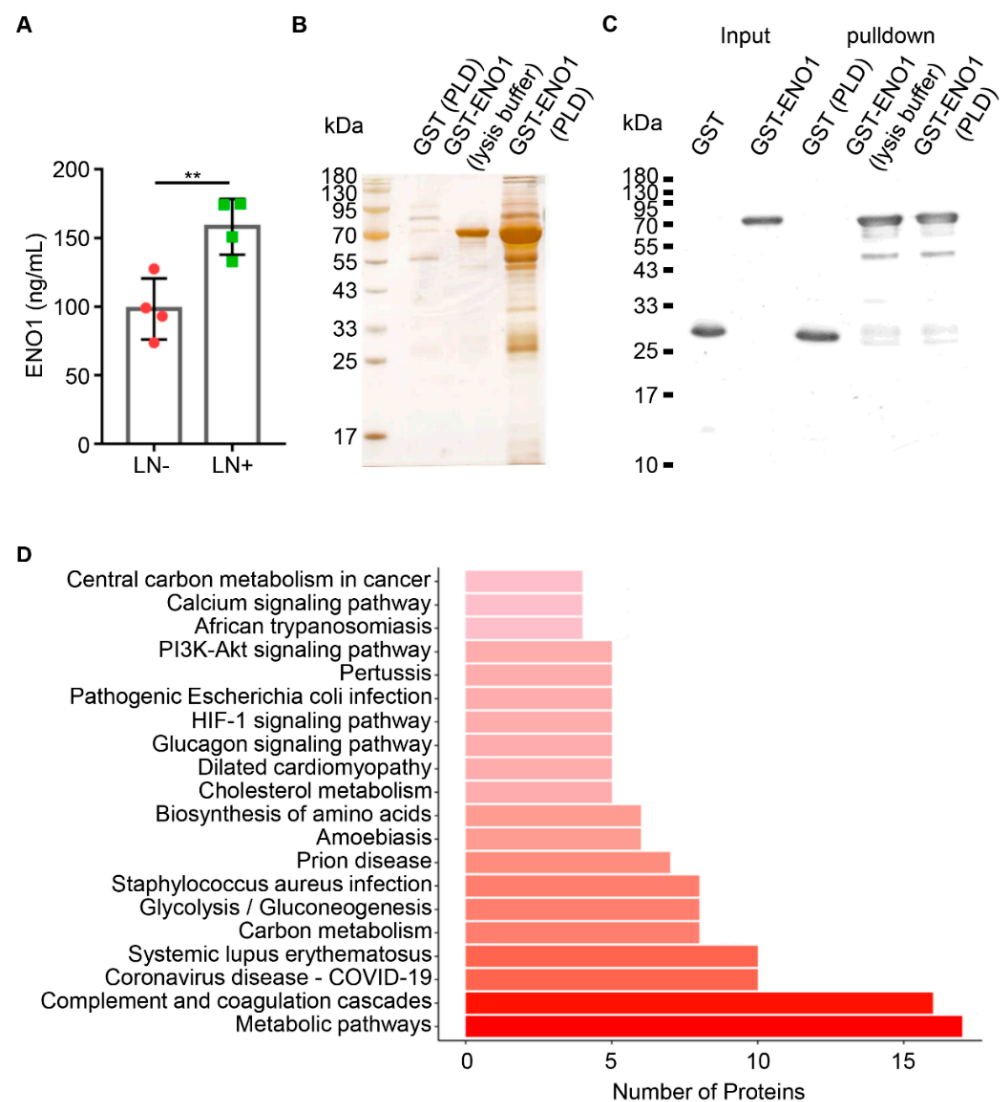 A
ENO1 (ng/mL)
200
150
100
50
0
**
LN-
LN+
B
kDa
GST (PLD)
GST-ENO1
(lysis buffer)
GST-ENO1
(PLD)
180
130
95
70
55
43
33
25
17
C
Input
pulldown
kDa
GST
GST-ENO1
GST (PLD)
GST-ENO1
(lysis buffer)
GST-ENO1
(PLD)
180
130
95
70
55
43
33
25
17
10
D
Central carbon metabolism in cancer
Calcium signaling pathway
African trypanosomiasis
PI3K-Akt signaling pathway
Pertussis
Pathogenic Escherichia coli infection
HIF-1 signaling pathway
Glucagon signaling pathway
Dilated cardiomyopathy
Cholesterol metabolism
Biosynthesis of amino acids
Amoebiasis
Prion disease
Staphylococcus aureus infection
Glycolysis / Gluconeogenesis
Carbon metabolism
Systemic lupus erythematosus
Coronavirus disease - COVID-19
Complement and coagulation cascades
Metabolic pathways
0 5 10 15
Number of Proteins